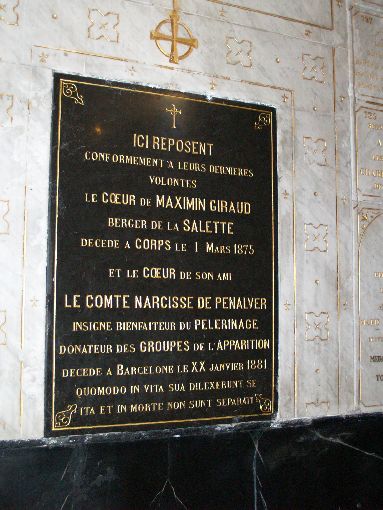 ICI REPOSENT
CONFORMEMENT A LEURS DERNIERES
VOLONTES
LE CŒUR DE MAXIMIN GIRAUD
BERGER DE LA SALETTE
DECEDE A CORPS LE 1 MARS 1875
ET LE CŒUR DE SON AMI
LE COMTE NARCISSE DE PENALVER
INSIGNE BIENFAITEUR DU PELERINAGE
DONATEUR DES GROUPES DE L'APPARITION
DECEDE A BARCELONE LE XX JANVIER 1881
QUOMODO IN VITA SUA DILEXERUNT SE
ITA ET IN MORTE NON SUNT SEPARATI